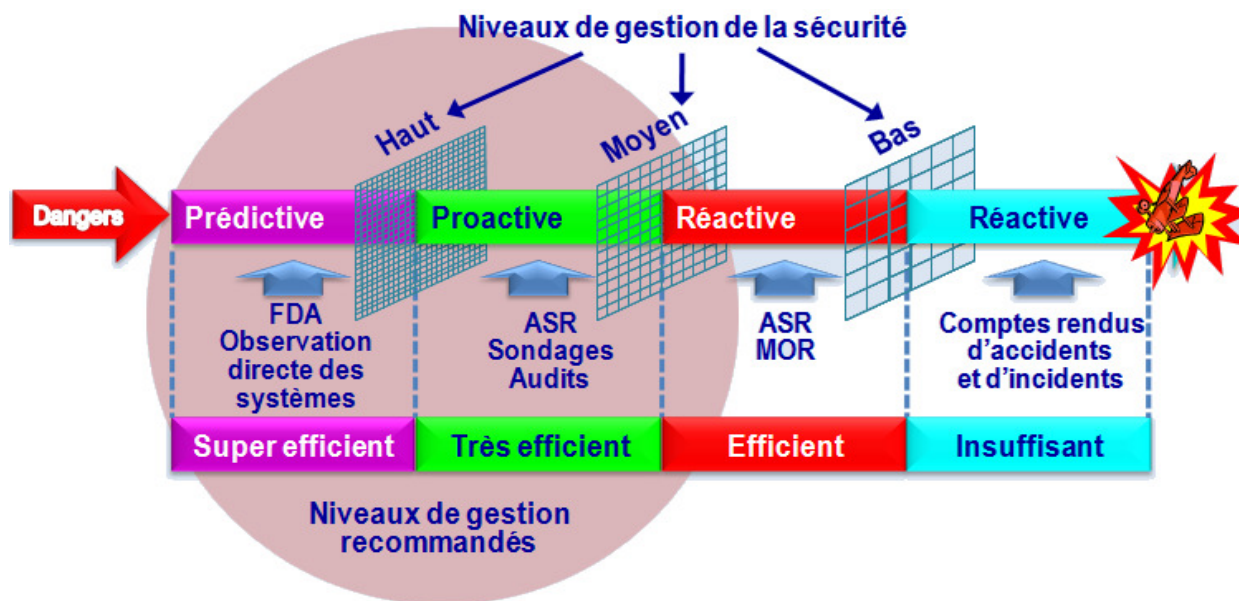 Niveaux de gestion de la sécurité
Haut
Moyen
Bas
Dangers
Prédictive
Proactive
Réactive
Réactive
FDA
Observation
directe des
systèmes
ASR
Sondages
Audits
ASR
MOR
Comptes rendus
d'accidents
et d'incidents
Super efficient
Très efficient
Efficient
Insuffisant
Niveaux de gestion
recommandés